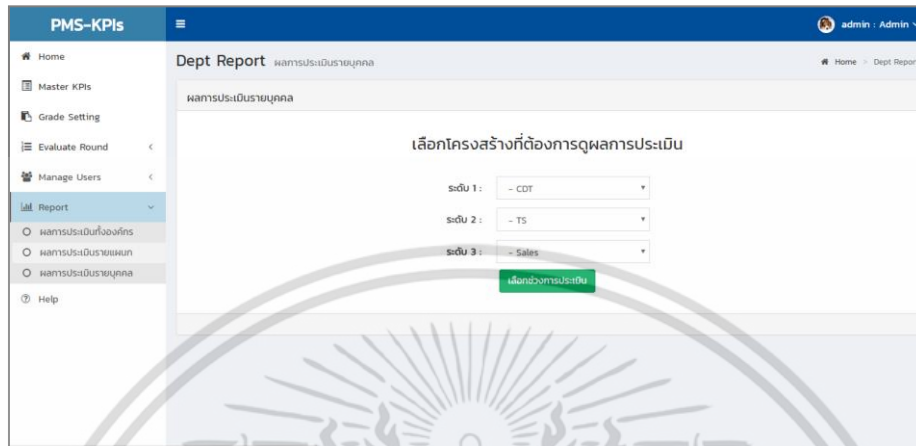 PMS-KPIs
admin : Admin
Home
Master KPIs
Grade Setting
Evaluate Round
Manage Users
Report
ผลการประเมินทั้งองค์กร
ผลการประเมินรายแผนก
ผลการประเมินรายบุคคล
Help
Dept Report ผลการประเมินรายบุคคล
Home > Dept Repor
ผลการประเมินรายบุคคล
เลือกโครงสร้างที่ต้องการดูผลการประเมิน
ระดับ 1 : - CDT
ระดับ 2 : - TS
ระดับ 3 : - Sales
เลือกช่วงการประเมิน